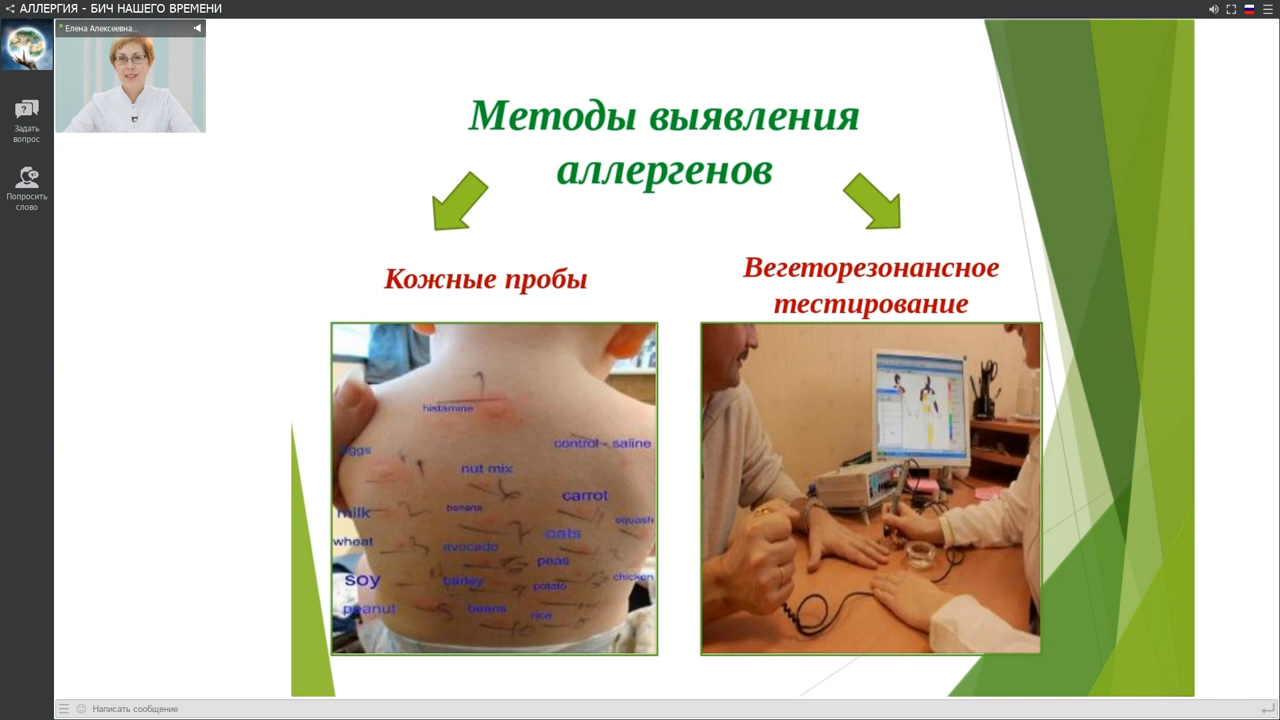 АЛЛЕРГИЯ - БИЧ НАШЕГО ВРЕМЕНИ
Елена Алексеевна...
Задать
вопрос
Попросить
слово
Методы выявления
аллергенов
Кожные пробы
Вегеторезонансное
тестирование
histamine
eggs
control - saline
nut mix
carrot
milk
banana
squash
wheat
oats
avocado
peas
soy
barley
potato
chicken
peanut
beans
rice
Написать сообщение